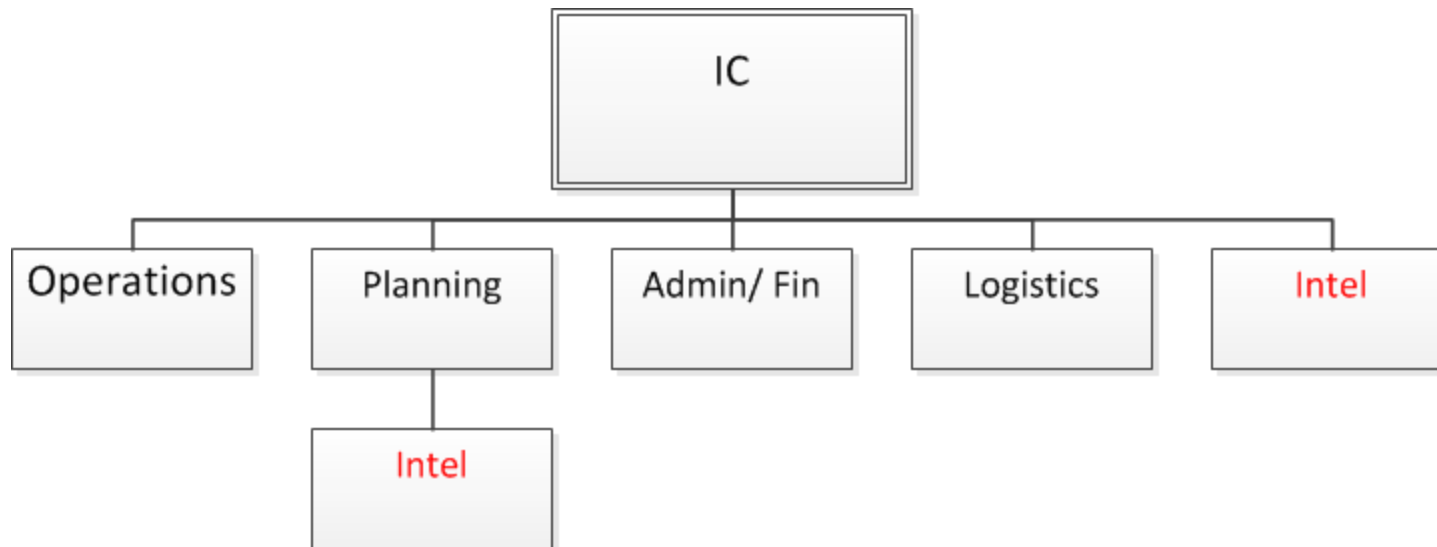 IC
Operations
Planning
Admin/ Fin
Logistics
Intel
Intel